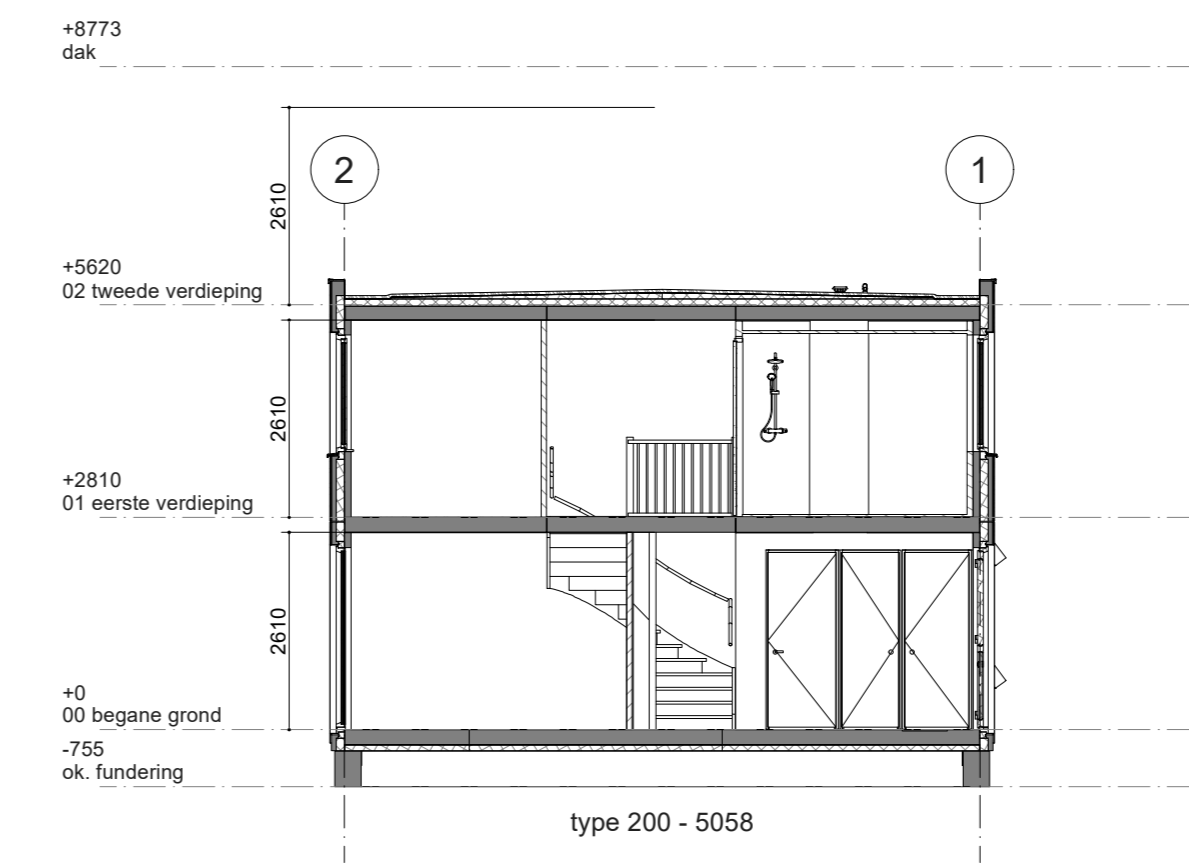 +8773
dak
2610
2
1
+5620
02 tweede verdieping
2610
+2810
01 eerste verdieping
2610
+0
00 begane grond
-755
ok. fundering
type 200 - 5058